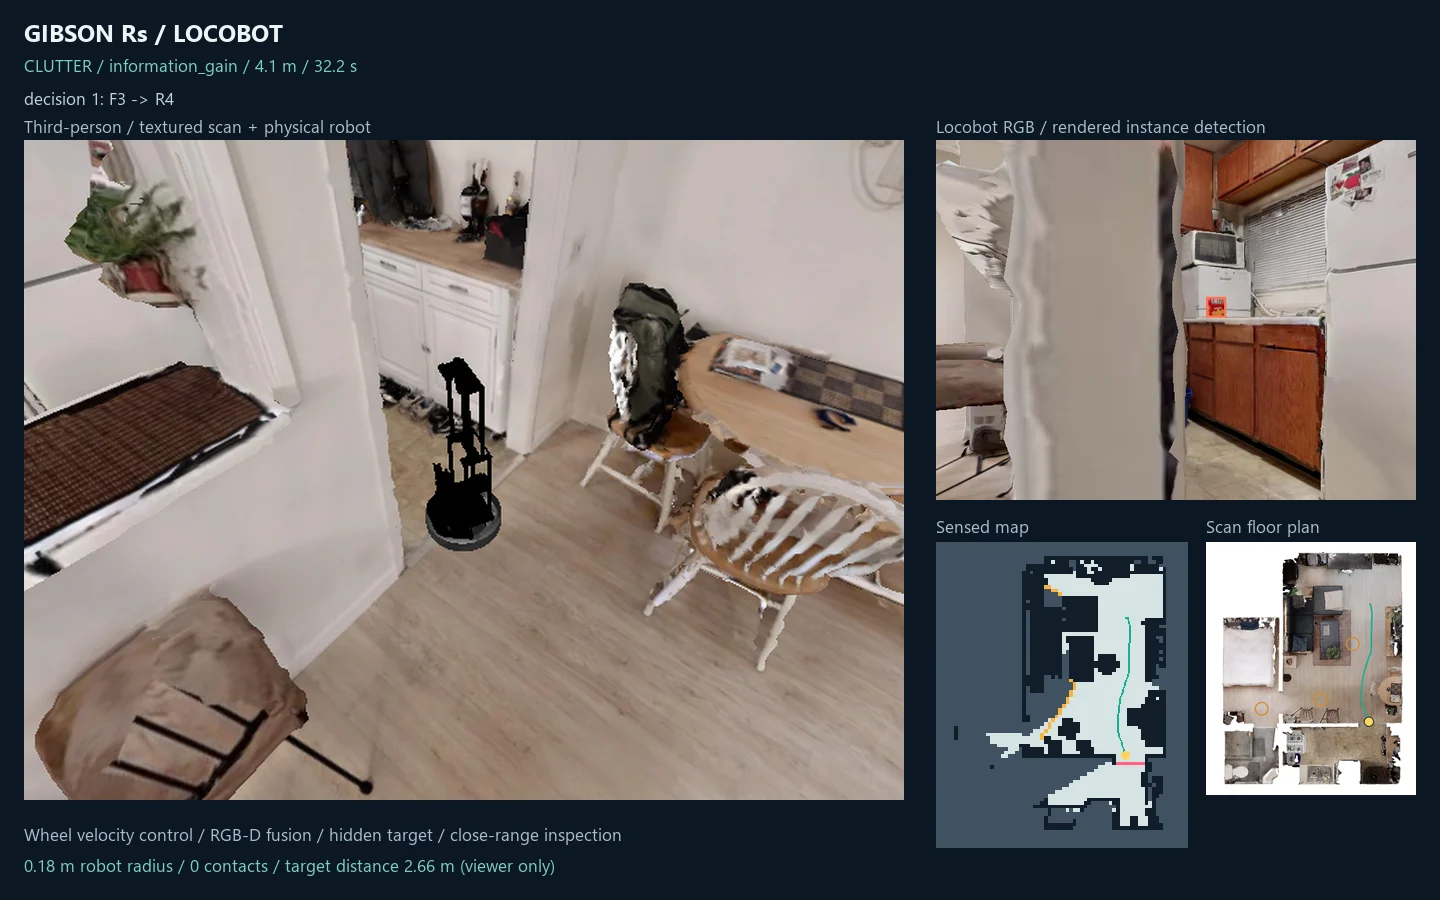 GIBSON Rs / LOCOBOT
CLUTTER / information_gain / 4.1 m / 32.2 s
decision 1: F3 -> R4
Third-person / textured scan + physical robot
Locobot RGB / rendered instance detection
Sensed map
Scan floor plan
Wheel velocity control / RGB-D fusion / hidden target / close-range inspection
0.18 m robot radius / 0 contacts / target distance 2.66 m (viewer only)